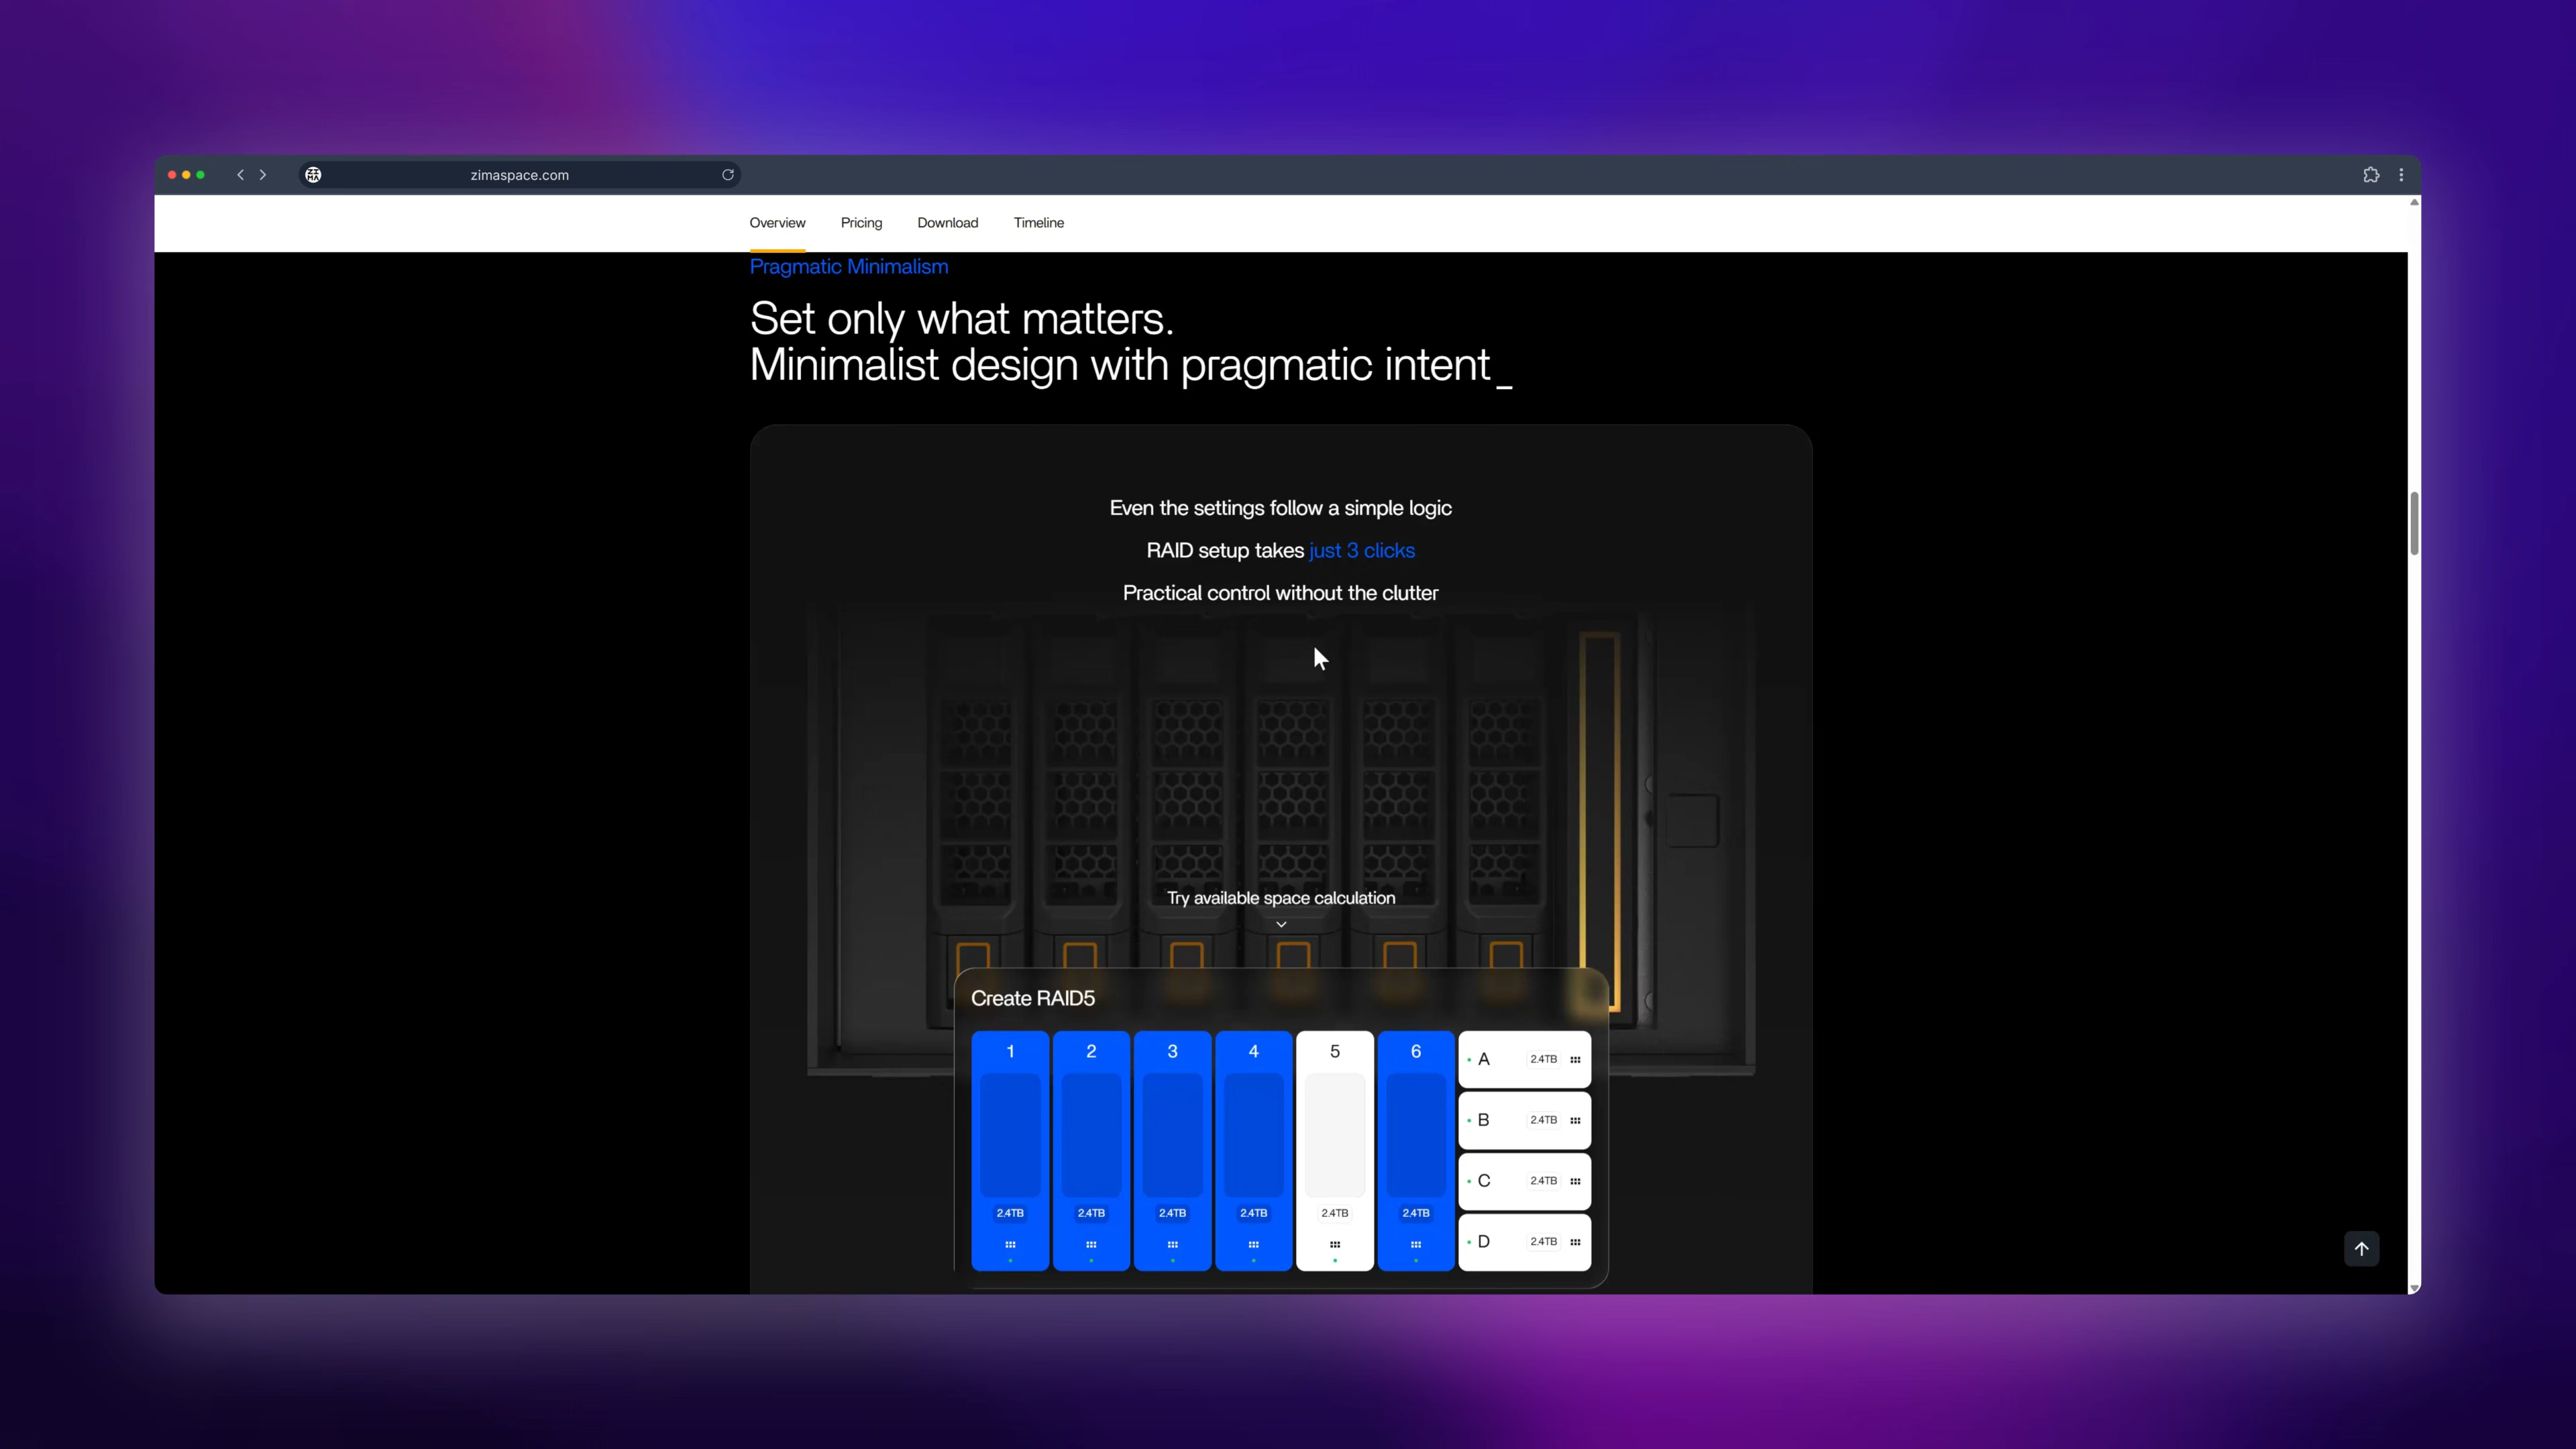 ZIMA
zimaspace.com
Overview Pricing Download Timeline
Pragmatic Minimalism
Set only what matters.
Minimalist design with pragmatic intent_
Even the settings follow a simple logic
RAID setup takes just 3 clicks
Practical control without the clutter
Try available space calculation
Create RAID5
1 2 3 4 5 6
2.4TB 2.4TB 2.4TB 2.4TB 2.4TB 2.4TB
A 2.4TB
B 2.4TB
C 2.4TB
D 2.4TB